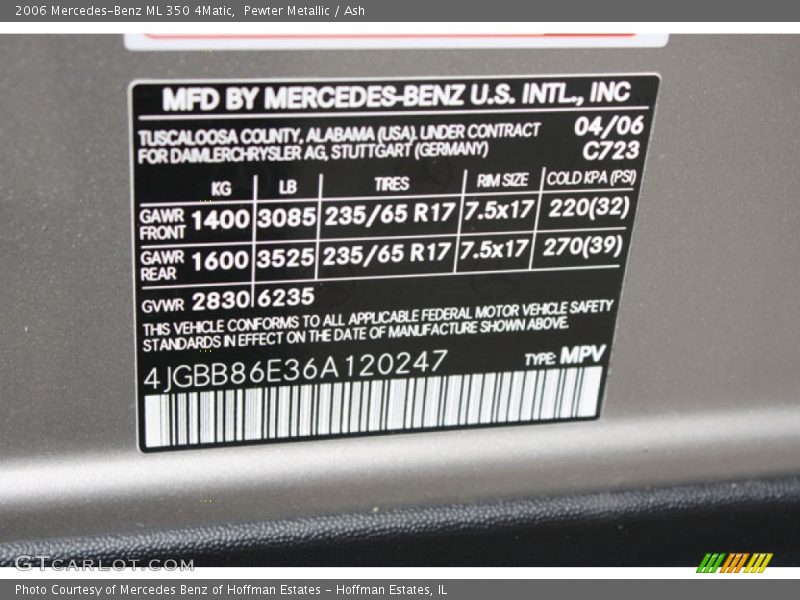 2006 Mercedes-Benz ML 350 4Matic,  Pewter Metallic / Ash
MFD BY MERCEDES-BENZ U.S. INTL., INC
TUSCALOOSA COUNTY, ALABAMA (USA), UNDER CONTRACT 04/06
FOR DAIMLERCHRYSLER AG, STUTTGART (GERMANY) C723
KG LB TIRES RIM SIZE COLD KPA (PSI)
GAWR FRONT 1400 3085 235/65 R17 7.5x17 220(32)
GAWR REAR 1600 3525 235/65 R17 7.5x17 270(39)
GVWR 2830 6235
THIS VEHICLE CONFORMS TO ALL APPLICABLE FEDERAL MOTOR VEHICLE SAFETY
STANDARDS IN EFFECT ON THE DATE OF MANUFACTURE SHOWN ABOVE.
4JGBB86E36A120247 TYPE: MPV
GTCARLOT.COM
Photo Courtesy of Mercedes Benz of Hoffman Estates - Hoffman Estates, IL